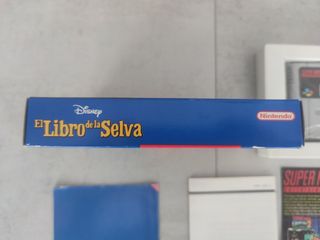 Disney
El Libro de la Selva
Nintendo
SUPER